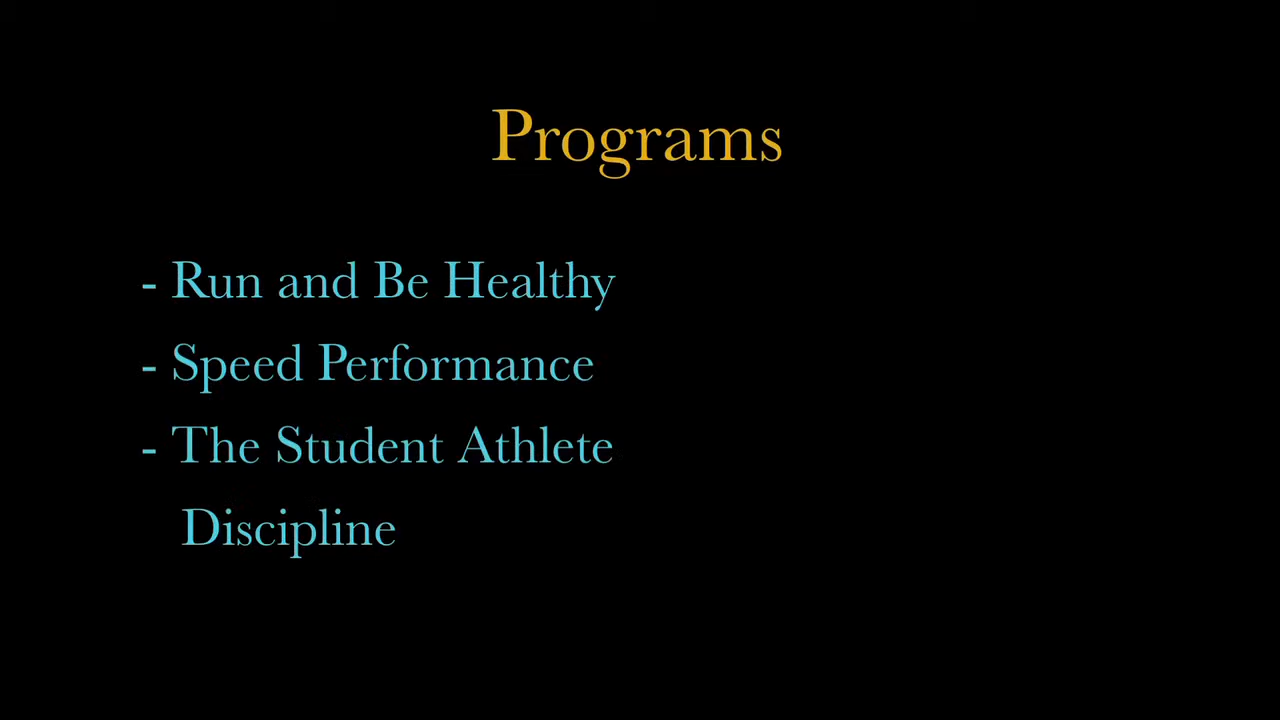 Programs
- Run and Be Healthy
- Speed Performance
- The Student Athlete
Discipline